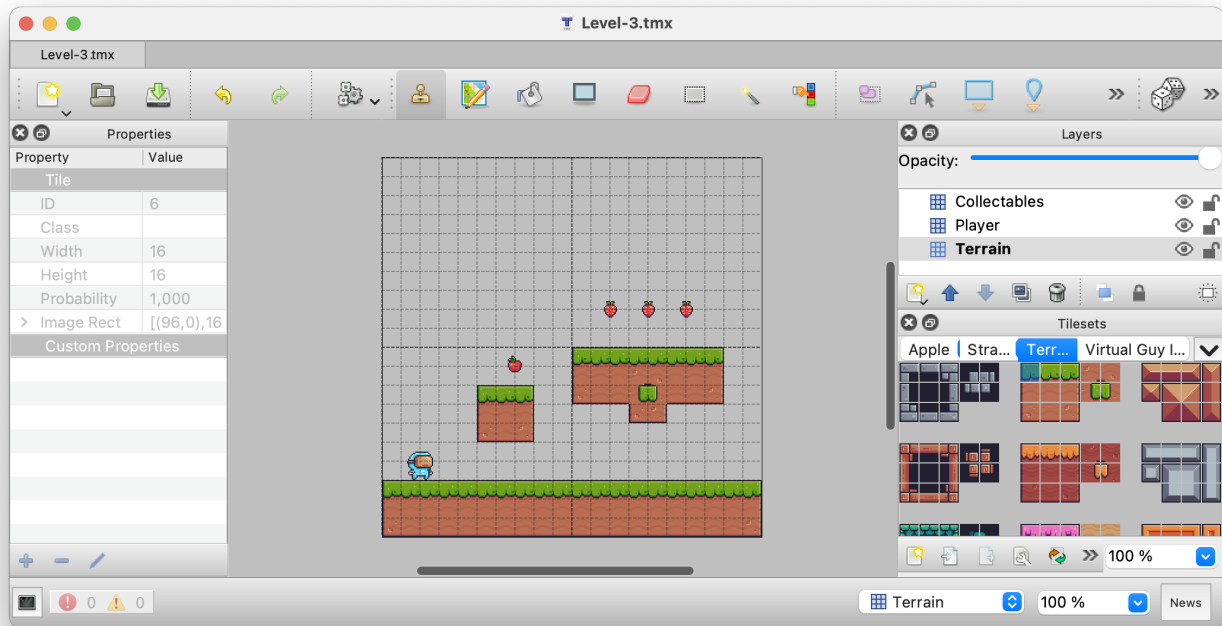 Level-3.tmx
Level-3.tmx
Properties
Property Value
Tile
ID 6
Class
Width 16
Height 16
Probability 1,000
Image Rect [(96,0),16
Custom Properties
Layers
Opacity:
Collectables
Player
Terrain
Tilesets
Apple Stra... Terr... Virtual Guy I...
100 %
0 0
Terrain
100 %
News